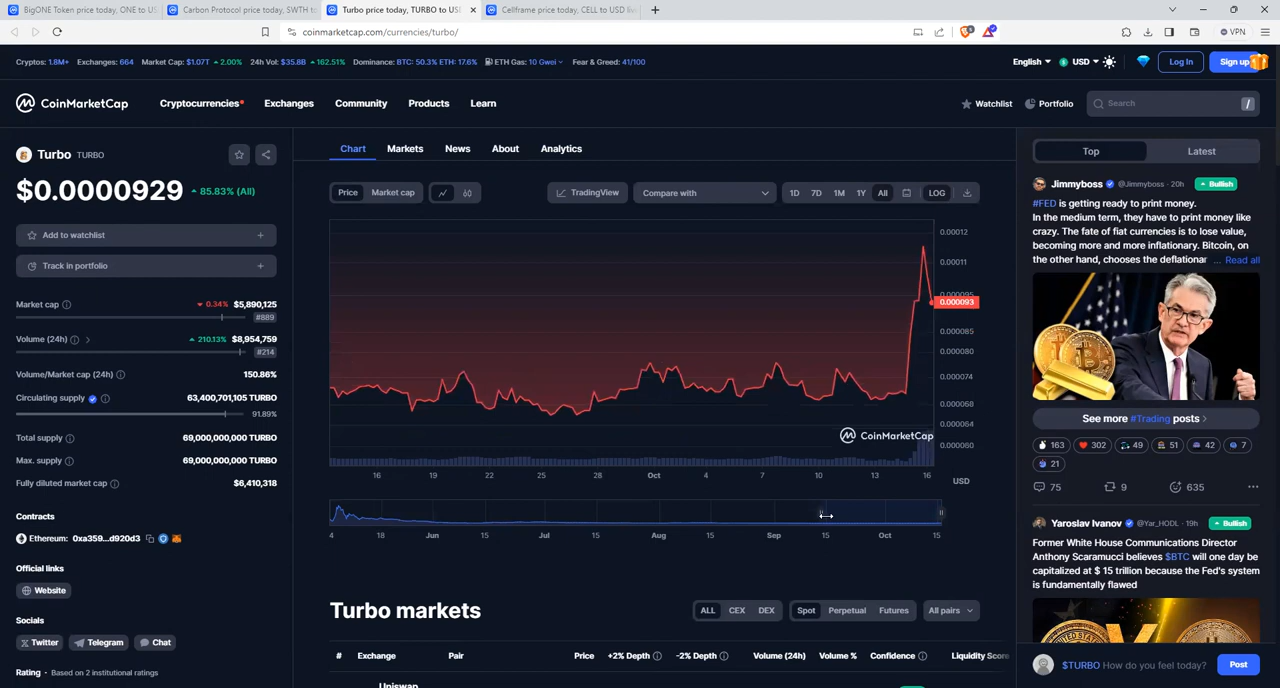 BigONE Token price today, ONE to US
Carbon Protocol price today, SWTH to
Turbo price today, TURBO to USD
Cellframe price today, CELL to USD liv
coinmarketcap.com/currencies/turbo/
VPN
Cryptos: 1.8M+ Exchanges: 664 Market Cap: $1.07T 2.00% 24h Vol: $35.8B 162.51% Dominance: BTC: 50.3% ETH: 17.6% ETH Gas: 10 Gwei Fear & Greed: 41/100
English USD Log In Sign up
CoinMarketCap
Cryptocurrencies Exchanges Community Products Learn
Watchlist Portfolio Search /
Turbo TURBO
$0.0000929 85.83% (All)
Add to watchlist +
Track in portfolio +
Market cap 0.34% $5,890,125
#889
Volume (24h) 210.13% $8,954,759
#214
Volume/Market cap (24h) 150.86%
Circulating supply 63,400,701,105 TURBO
91.89%
Total supply 69,000,000,000 TURBO
Max. supply 69,000,000,000 TURBO
Fully diluted market cap $6,410,318
Contracts
Ethereum: 0xa359...d920d3
Official links
Website
Socials
Twitter Telegram Chat
Rating · Based on 2 institutional ratings
Chart Markets News About Analytics
Price Market cap TradingView Compare with 1D 7D 1M 1Y All LOG
0.00012
0.00011
0.000095
0.000093
0.000085
0.000080
0.000074
0.000068
0.000064
0.000060
CoinMarketCap
16 19 22 25 28 Oct 4 7 10 13 16
USD
4 18 Jun 15 Jul 15 Aug 15 Sep 15 Oct 15
Turbo markets
ALL CEX DEX Spot Perpetual Futures All pairs
# Exchange Pair Price +2% Depth -2% Depth Volume (24h) Volume % Confidence Liquidity Score
Uniswap
Top Latest
Jimmyboss @Jimmyboss · 20h Bullish
#FED is getting ready to print money.
In the medium term, they have to print money like
crazy. The fate of fiat currencies is to lose value,
becoming more and more inflationary. Bitcoin, on
the other hand, chooses the deflationar ... Read all
See more #Trading posts
163 302 49 51 42 7
21
75 9 635
Yaroslav Ivanov @Yar_HODL · 19h Bullish
Former White House Communications Director
Anthony Scaramucci believes $BTC will one day be
capitalized at $ 15 trillion because the Fed's system
is fundamentally flawed
$TURBO How do you feel today? Post